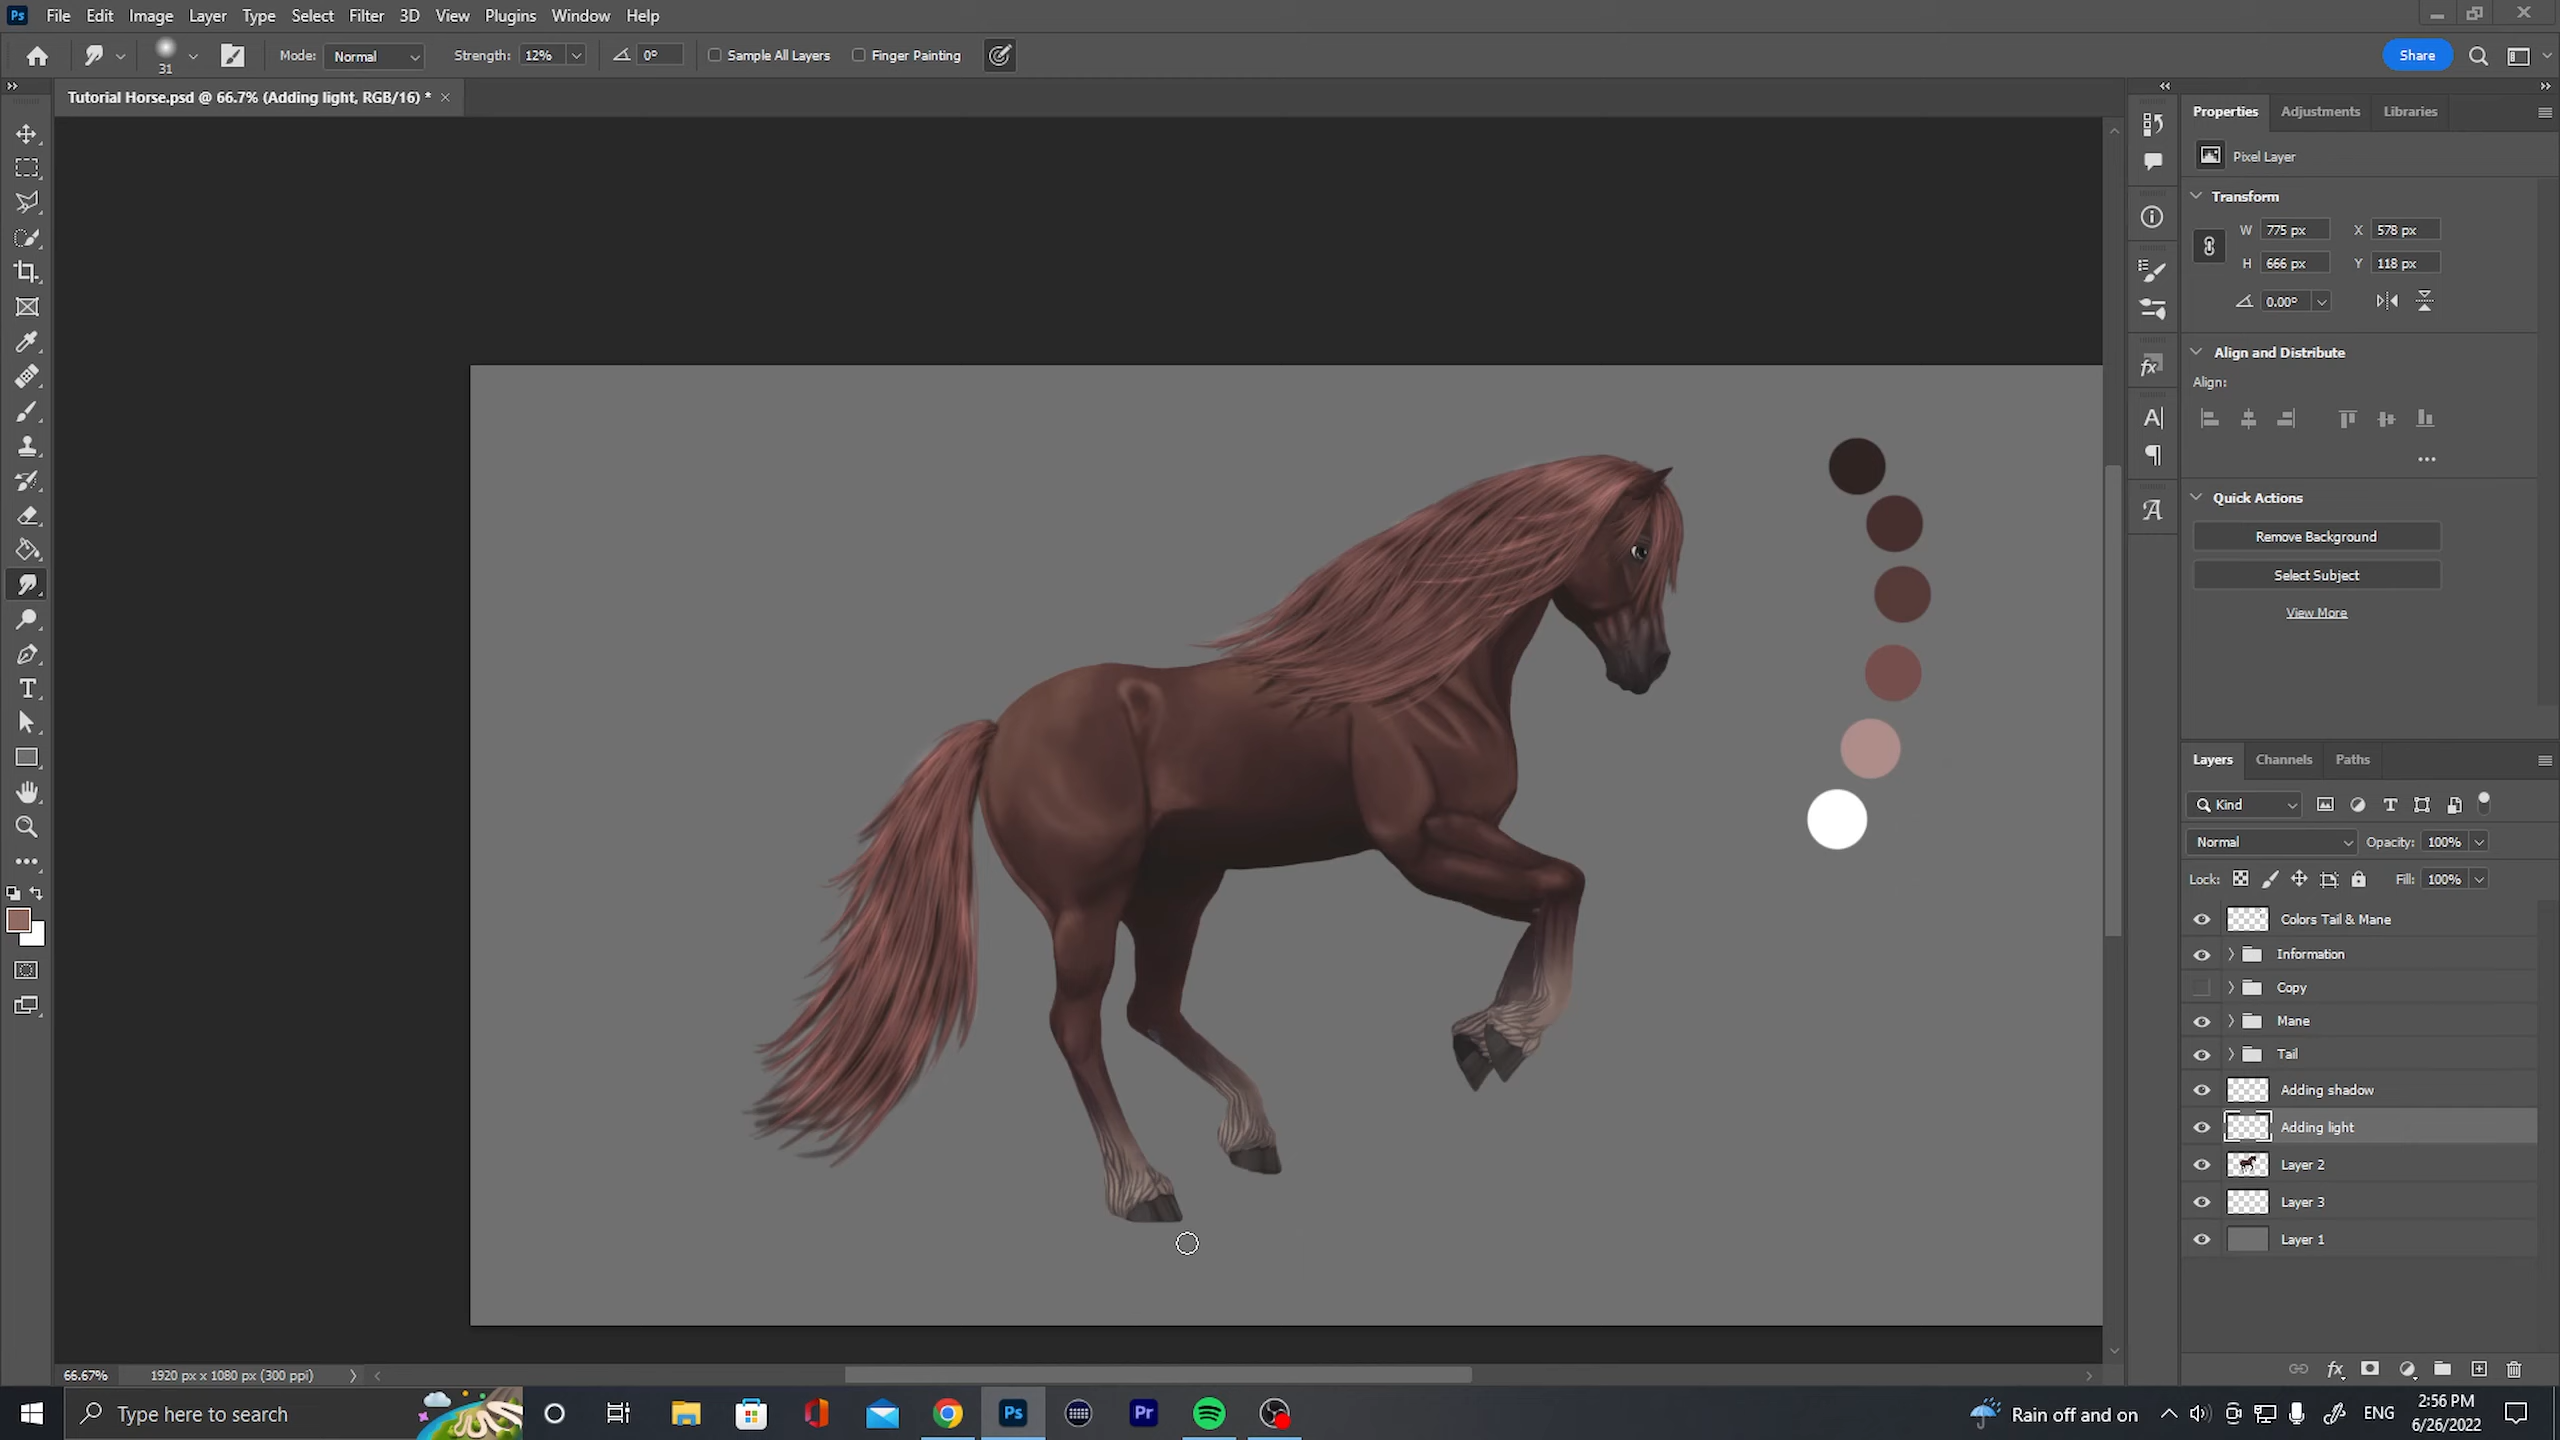 Ps File Edit Image Layer Type Select Filter 3D View Plugins Window Help
31 Mode: Normal Strength: 12% 0° Sample All Layers Finger Painting Share
Tutorial Horse.psd @ 66.7% (Adding light, RGB/16) * ×
Properties Adjustments Libraries
Pixel Layer
Transform
W 775 px X 578 px
H 666 px Y 118 px
0.00°
Align and Distribute
Align:
Quick Actions
Remove Background
Select Subject
View More
Layers Channels Paths
Kind
Normal Opacity: 100%
Lock: Fill: 100%
Colors Tail & Mane
Information
Copy
Mane
Tail
Adding shadow
Adding light
Layer 2
Layer 3
Layer 1
66.67% 1920 px x 1080 px (300 ppi)
Type here to search
Ps
Pr
Rain off and on
ENG
2:56 PM
6/26/2022